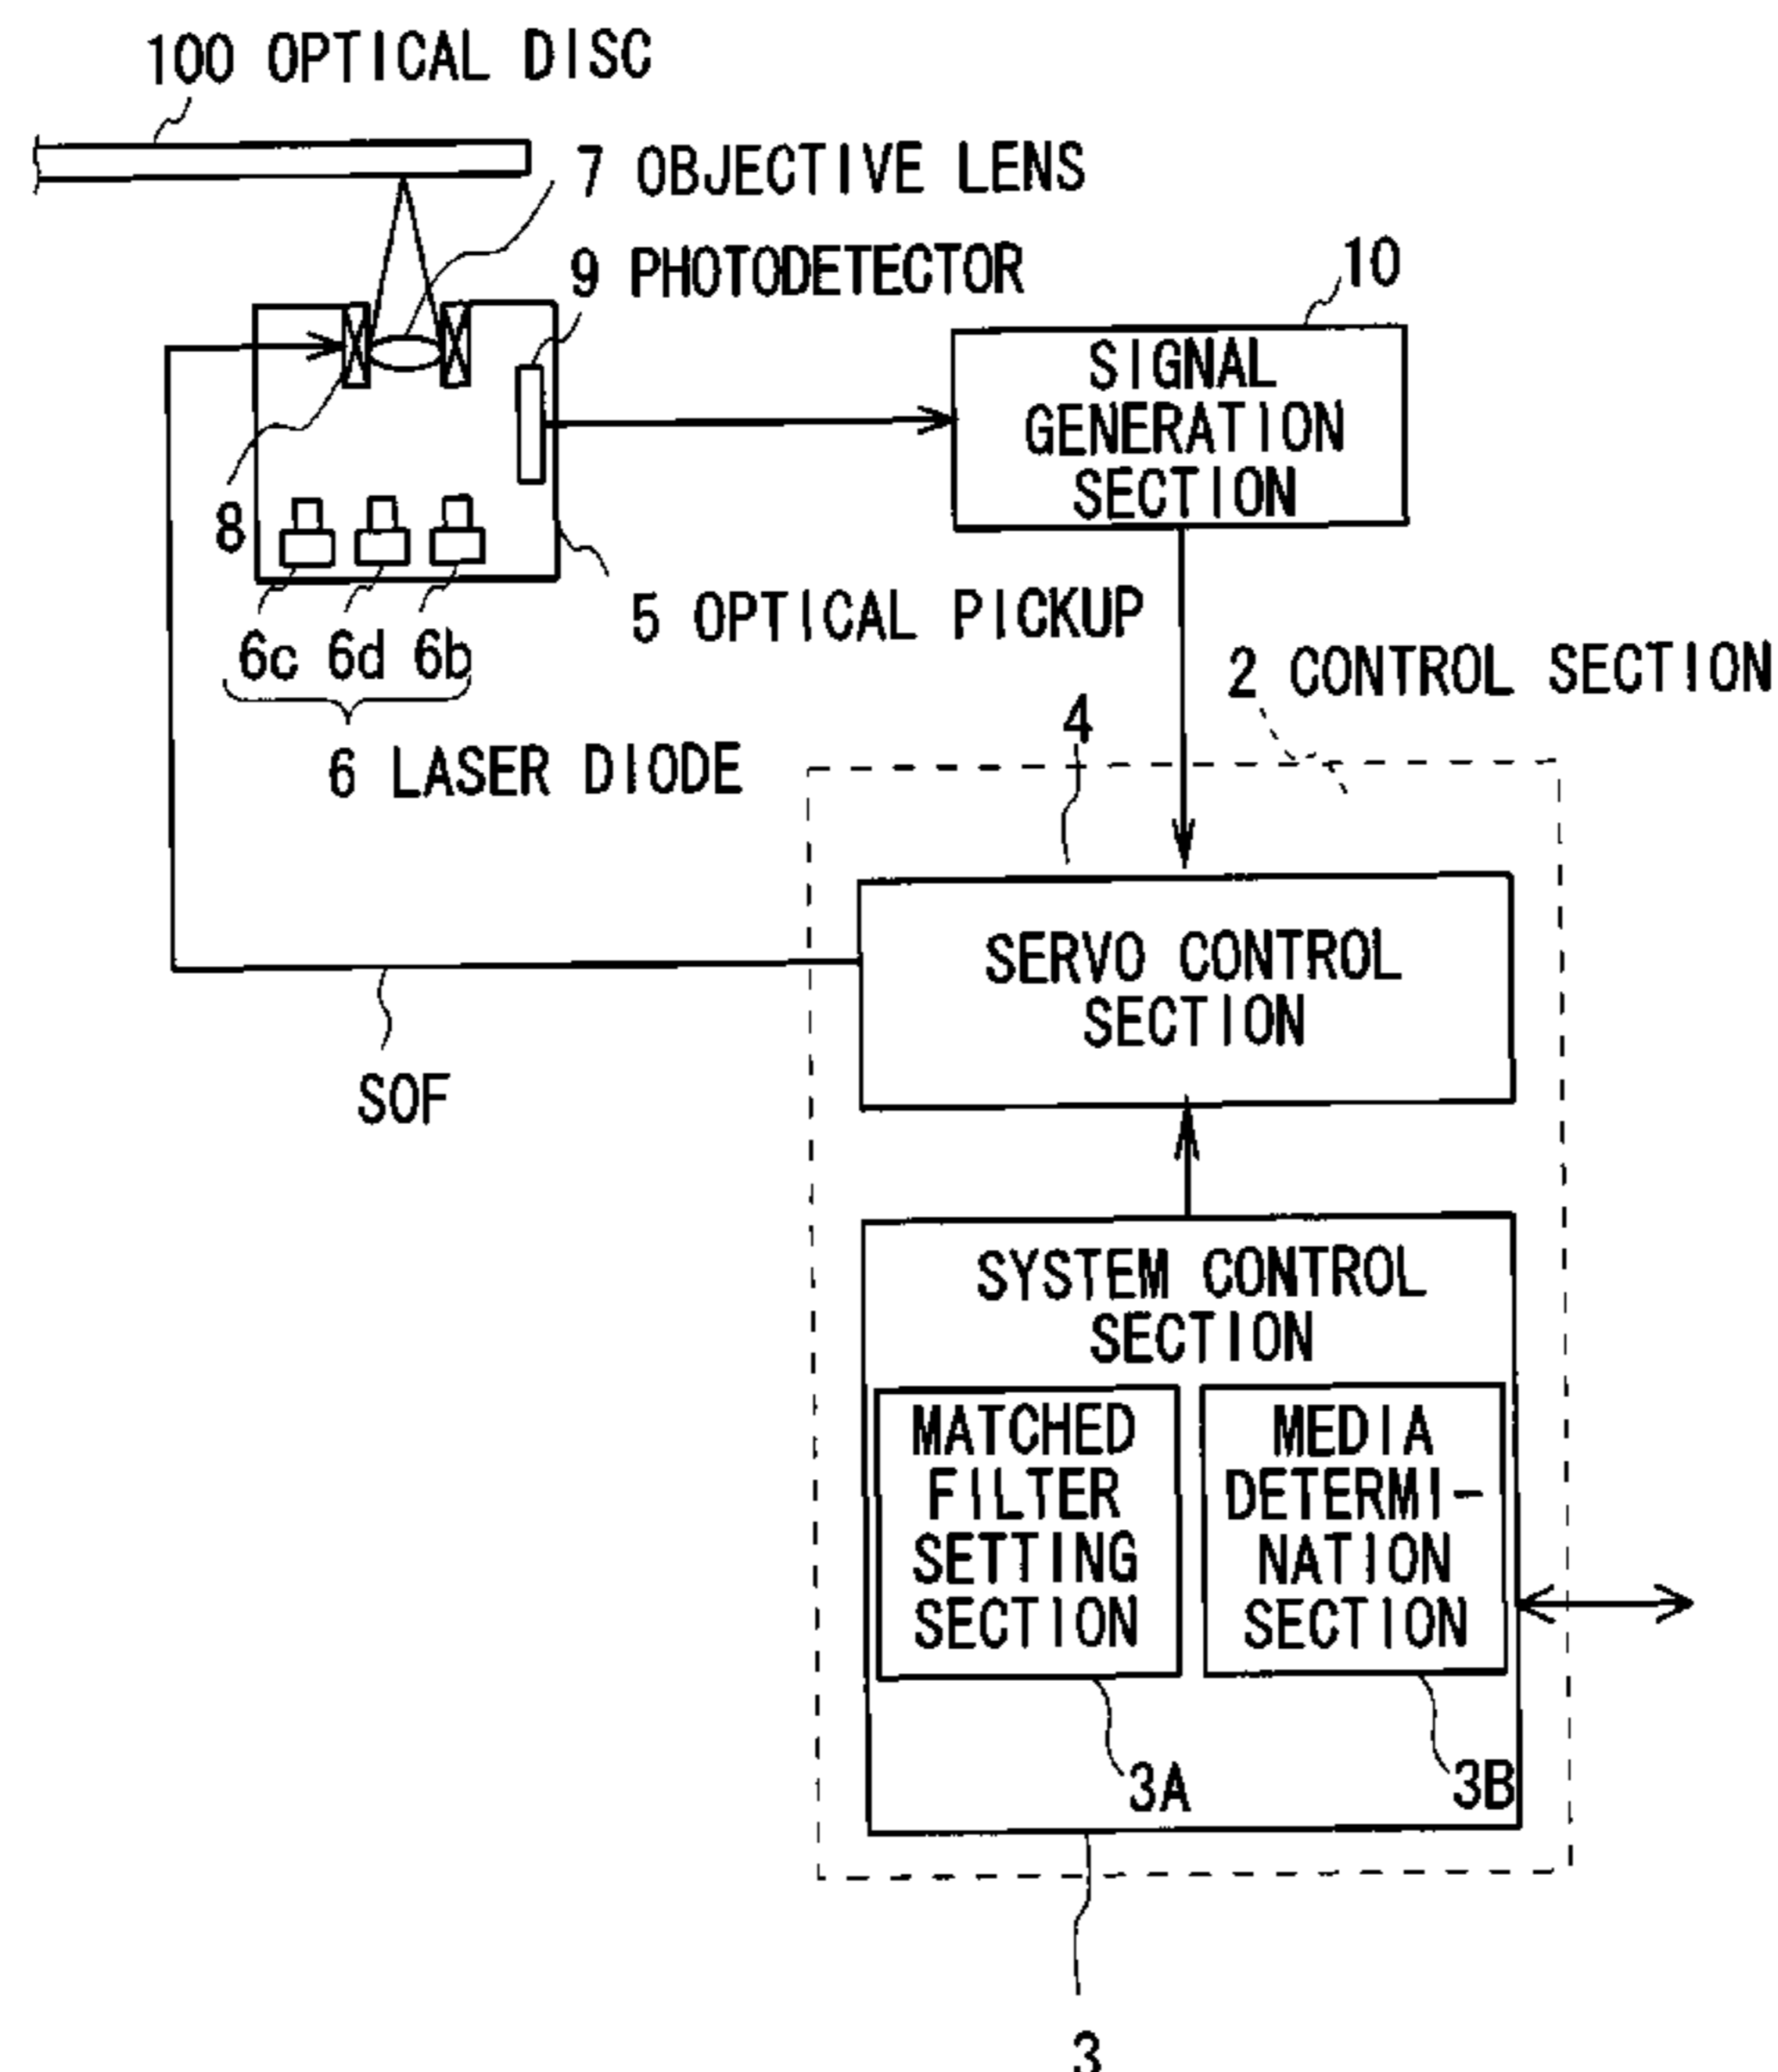 100 OPTICAL DISC
7 OBJECTIVE LENS
9 PHOTODETECTOR
10
SIGNAL
GENERATION
SECTION
8
5 OPTICAL PICKUP
6c 6d 6b
6 LASER DIODE
2 CONTROL SECTION
4
SERVO CONTROL
SECTION
SOF
SYSTEM CONTROL
SECTION
MATCHED
FILTER
SETTING
SECTION
MEDIA
DETERMI-
NATION
SECTION
3A
3B
3